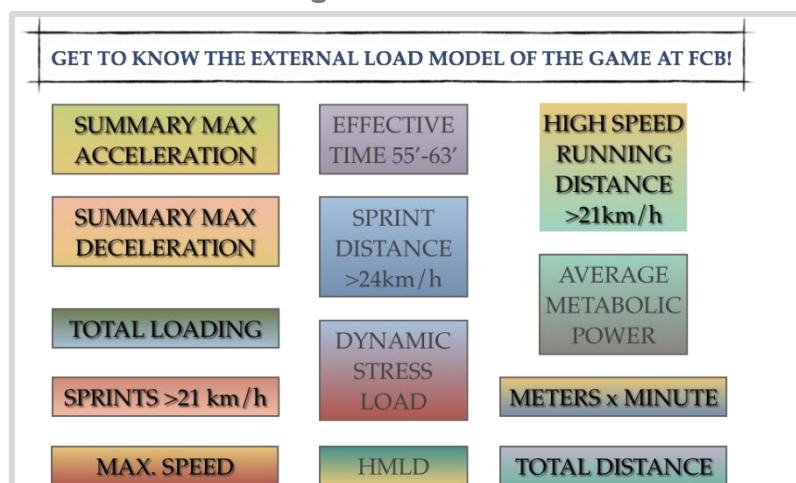 GET TO KNOW THE EXTERNAL LOAD MODEL OF THE GAME AT FCB!
SUMMARY MAX
ACCELERATION
SUMMARY MAX
DECELERATION
TOTAL LOADING
SPRINTS >21 km/h
MAX. SPEED
EFFECTIVE
TIME 55'-63'
SPRINT
DISTANCE
>24km/h
DYNAMIC
STRESS
LOAD
HMLD
HIGH SPEED
RUNNING
DISTANCE
>21km/h
AVERAGE
METABOLIC
POWER
METERS x MINUTE
TOTAL DISTANCE